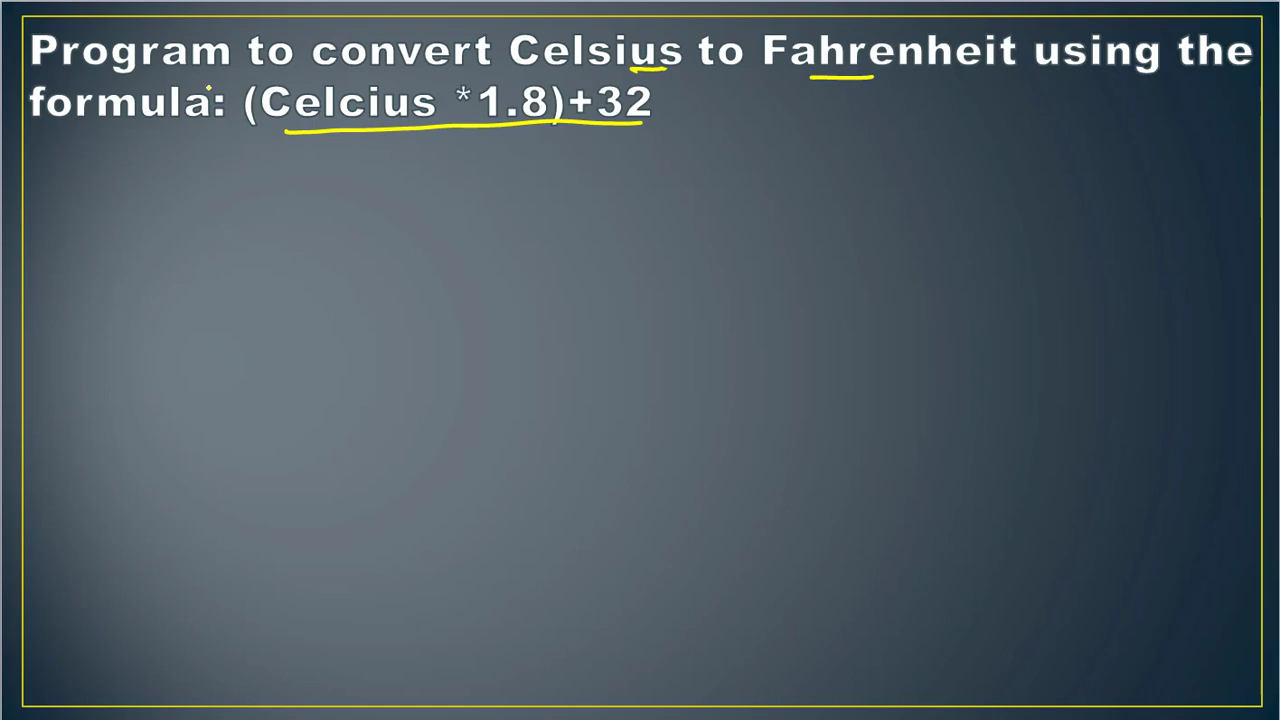 Program to convert Celsius to Fahrenheit using the
formula: (Celcius *1.8)+32